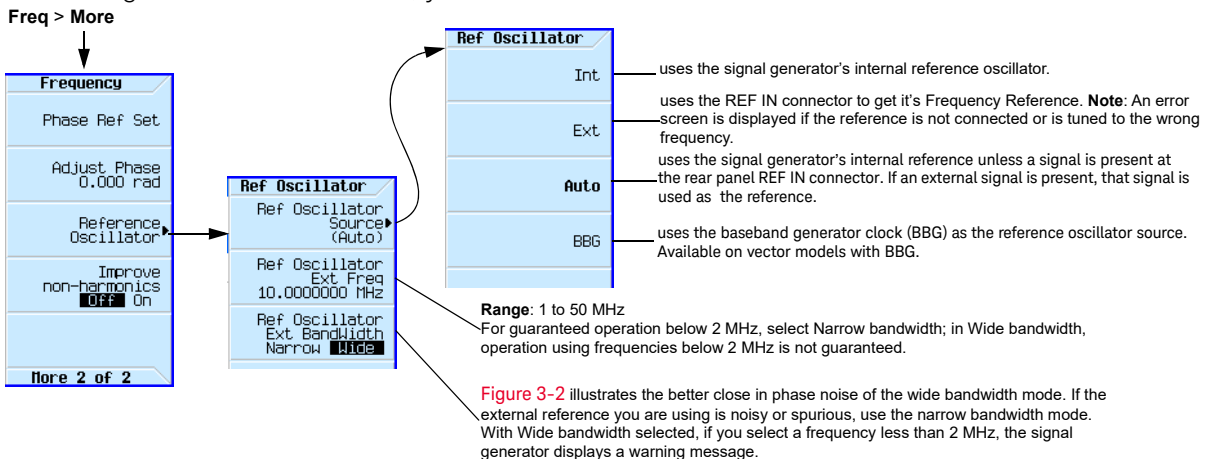 Freq > More
Frequency
Phase Ref Set
Adjust Phase
0.000 rad
Reference
Oscillator
Improve
non-harmonics
Off On
More 2 of 2
Ref Oscillator
Ref Oscillator
Source
(Auto)
Ref Oscillator
Ext Freq
10.0000000 MHz
Ref Oscillator
Ext BandWidth
Narrow Wide
Ref Oscillator
Int
Ext
Auto
BBG
uses the signal generator's internal reference oscillator.
uses the REF IN connector to get it's Frequency Reference. Note: An error
screen is displayed if the reference is not connected or is tuned to the wrong
frequency.
uses the signal generator's internal reference unless a signal is present at
the rear panel REF IN connector. If an external signal is present, that signal is
used as the reference.
uses the baseband generator clock (BBG) as the reference oscillator source.
Available on vector models with BBG.
Range: 1 to 50 MHz
For guaranteed operation below 2 MHz, select Narrow bandwidth; in Wide bandwidth,
operation using frequencies below 2 MHz is not guaranteed.
Figure 3-2 illustrates the better close in phase noise of the wide bandwidth mode. If the
external reference you are using is noisy or spurious, use the narrow bandwidth mode.
With Wide bandwidth selected, if you select a frequency less than 2 MHz, the signal
generator displays a warning message.